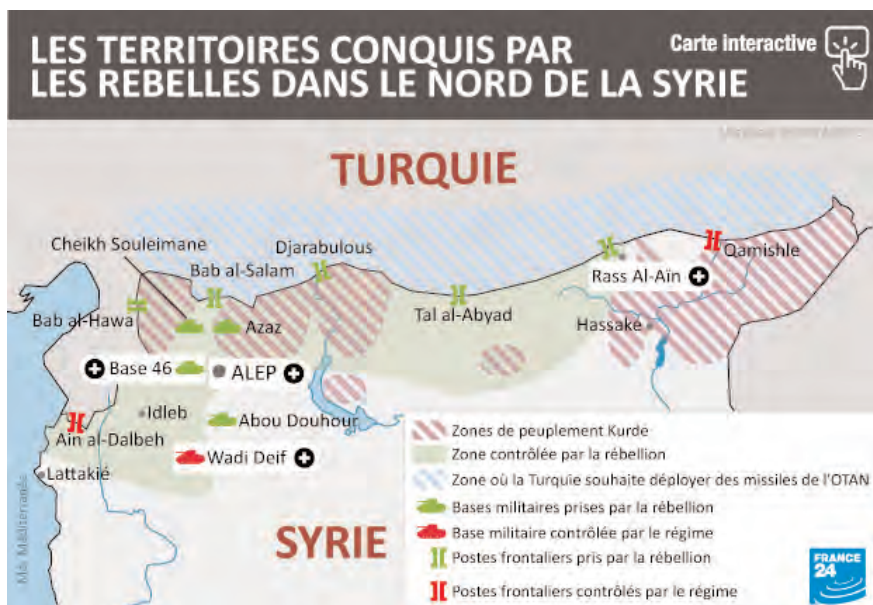 LES TERRITOIRES CONQUIS PAR
LES REBELLES DANS LE NORD DE LA SYRIE
Carte interactive
TURQUIE
Cheikh Souleimane
Djarabulous
Bab al-Salam
Qamishle
Rass Al-Aïn
Bab al-Hawa
Azaz
Tal al-Abyad
Hassake
Base 46
ALEP
Idleb
Abou Douhour
Ain al-Dalbeh
Wadi Deif
Lattakié
SYRIE
Mer Méditerranée
Zones de peuplement Kurde
Zone contrôlée par la rébellion
Zone où la Turquie souhaite déployer des missiles de l'OTAN
Bases militaires prises par la rébellion
Base militaire contrôlée par le régime
Postes frontaliers pris par la rébellion
Postes frontaliers contrôlés par le régime
FRANCE
24